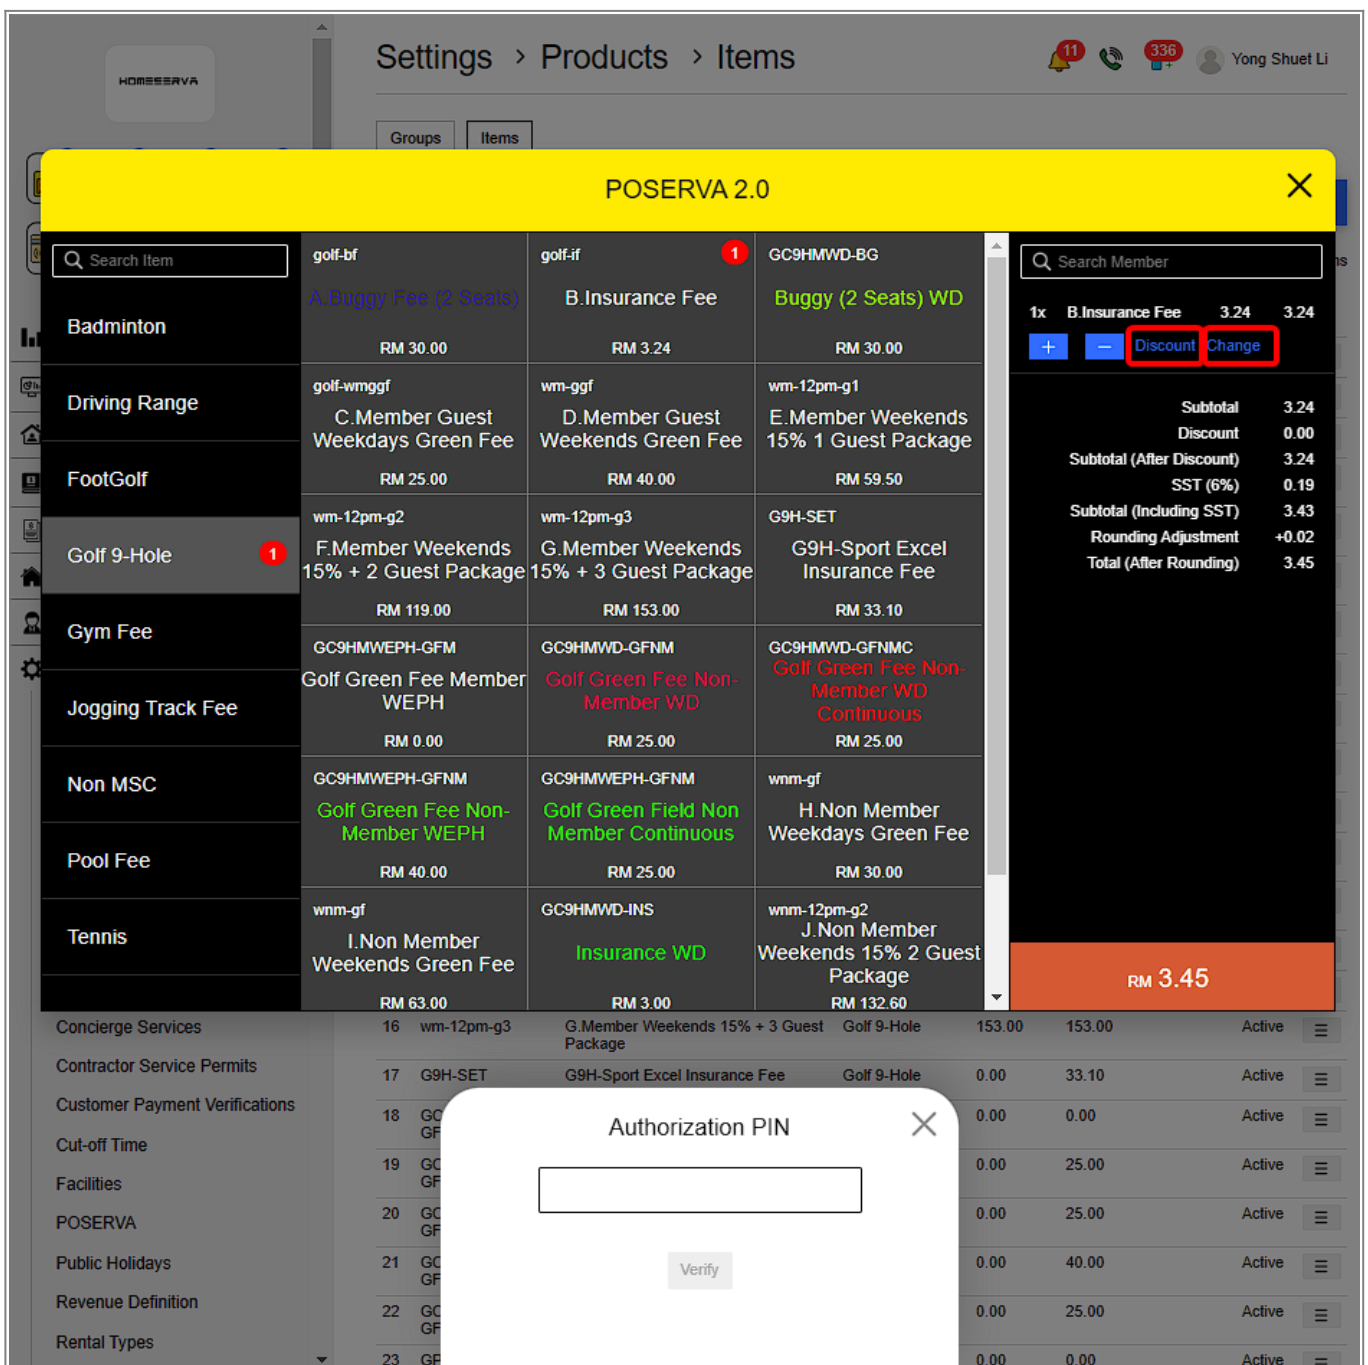 HOMESERVA
Settings > Products > Items
11
336
Yong Shuet Li
Groups
Items
POSERVA 2.0
Search Item
Badminton
Driving Range
FootGolf
Golf 9-Hole
1
Gym Fee
Jogging Track Fee
Non MSC
Pool Fee
Tennis
golf-bf
A.Buggy Fee (2 Seats)
RM 30.00
golf-if
1
B.Insurance Fee
RM 3.24
GC9HMWD-BG
Buggy (2 Seats) WD
RM 30.00
golf-wmggf
C.Member Guest
Weekdays Green Fee
RM 25.00
wm-ggf
D.Member Guest
Weekends Green Fee
RM 40.00
wm-12pm-g1
E.Member Weekends
15% 1 Guest Package
RM 59.50
wm-12pm-g2
F.Member Weekends
15% + 2 Guest Package
RM 119.00
wm-12pm-g3
G.Member Weekends
15% + 3 Guest Package
RM 153.00
G9H-SET
G9H-Sport Excel
Insurance Fee
RM 33.10
GC9HMWEPH-GFM
Golf Green Fee Member
WEPH
RM 0.00
GC9HMWD-GFNM
Golf Green Fee Non-
Member WD
RM 25.00
GC9HMWD-GFNMC
Golf Green Fee Non-
Member WD
Continuous
RM 25.00
GC9HMWEPH-GFNM
Golf Green Fee Non-
Member WEPH
RM 40.00
GC9HMWEPH-GFNM
Golf Green Field Non
Member Continuous
RM 25.00
wnm-gf
H.Non Member
Weekdays Green Fee
RM 30.00
wnm-gf
I.Non Member
Weekends Green Fee
RM 63.00
GC9HMWD-INS
Insurance WD
RM 3.00
wnm-12pm-g2
J.Non Member
Weekends 15% 2 Guest
Package
RM 132.60
Search Member
1x B.Insurance Fee 3.24 3.24
+ − Discount Change
Subtotal 3.24
Discount 0.00
Subtotal (After Discount) 3.24
SST (6%) 0.19
Subtotal (Including SST) 3.43
Rounding Adjustment +0.02
Total (After Rounding) 3.45
RM 3.45
Concierge Services
Contractor Service Permits
Customer Payment Verifications
Cut-off Time
Facilities
POSERVA
Public Holidays
Revenue Definition
Rental Types
16 wm-12pm-g3 G.Member Weekends 15% + 3 Guest Golf 9-Hole 153.00 153.00 Active
Package
17 G9H-SET G9H-Sport Excel Insurance Fee Golf 9-Hole 0.00 33.10 Active
18 0.00 0.00 Active
19 0.00 25.00 Active
20 0.00 25.00 Active
21 0.00 40.00 Active
22 0.00 25.00 Active
23 0.00 0.00 Active
Authorization PIN
Verify